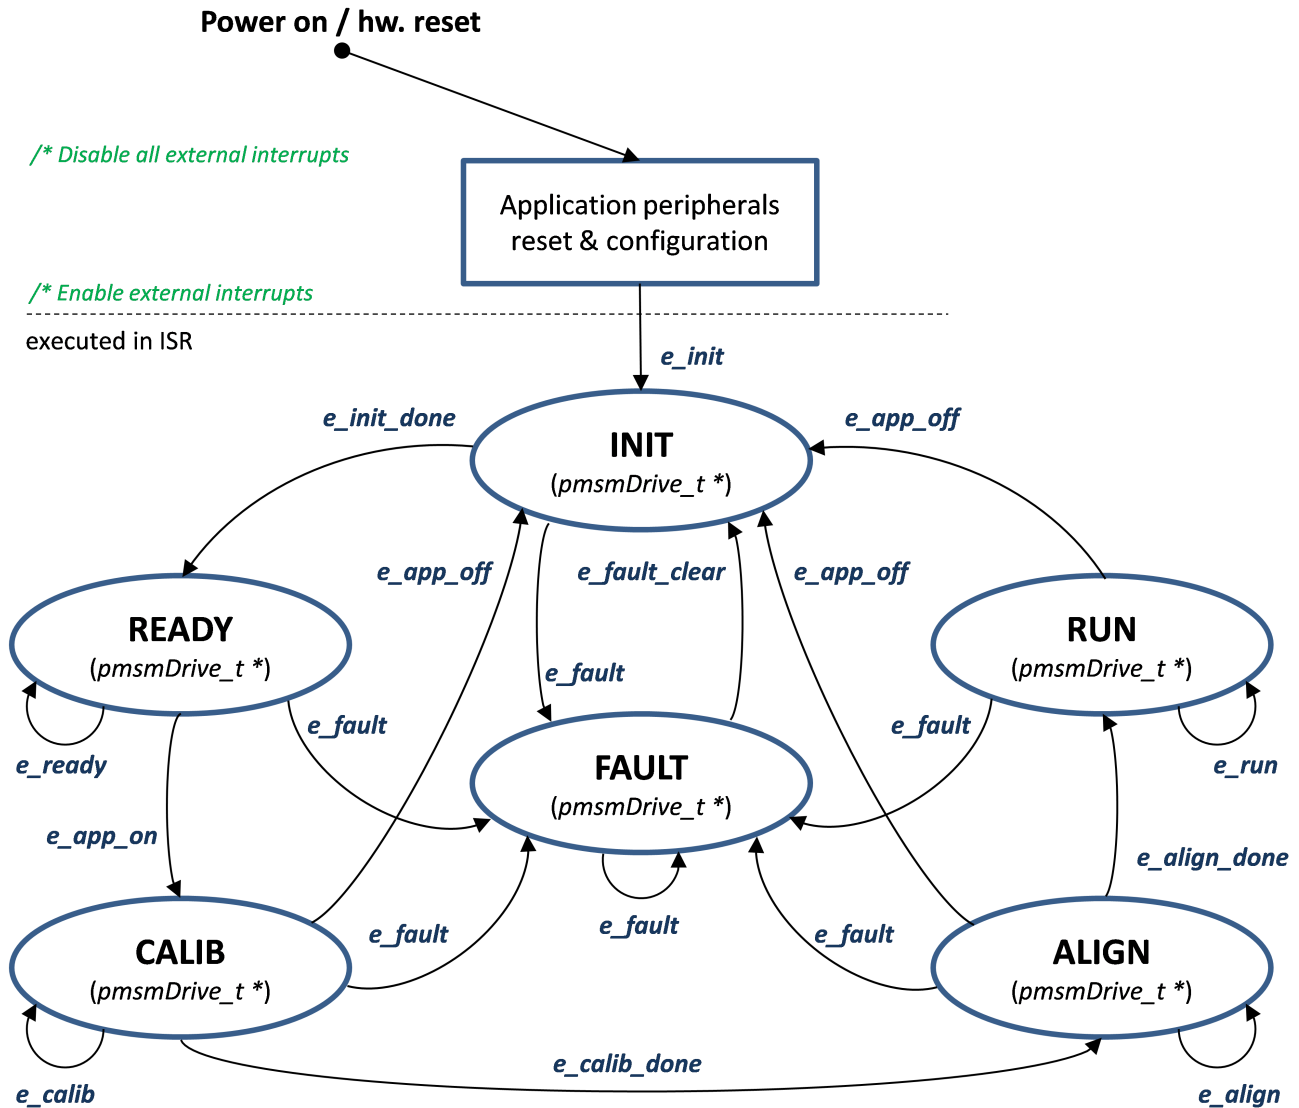 Power on / hw. reset
/* Disable all external interrupts
Application peripherals
reset & configuration
/* Enable external interrupts
executed in ISR
e_init
e_init_done
e_app_off
INIT
(pmsmDrive_t *)
e_app_off
e_fault_clear
e_app_off
READY
(pmsmDrive_t *)
RUN
(pmsmDrive_t *)
e_fault
e_fault
e_fault
e_ready
FAULT
(pmsmDrive_t *)
e_run
e_app_on
e_align_done
e_fault
e_fault
e_fault
CALIB
(pmsmDrive_t *)
ALIGN
(pmsmDrive_t *)
e_calib_done
e_calib
e_align